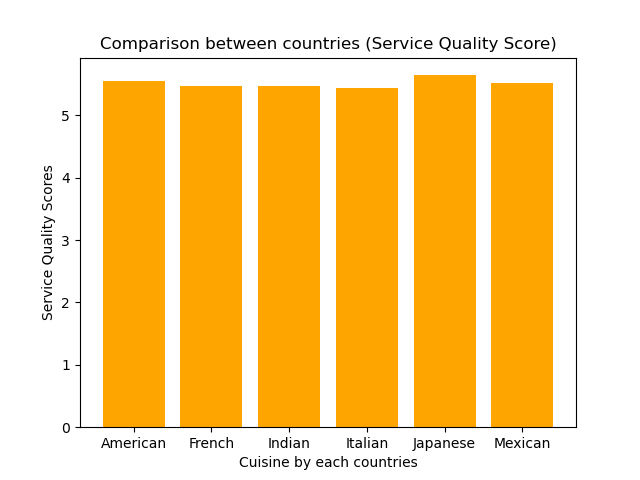 Comparison between countries (Service Quality Score)
Service Quality Scores
5
4
3
2
1
0
American French Indian Italian Japanese Mexican
Cuisine by each countries